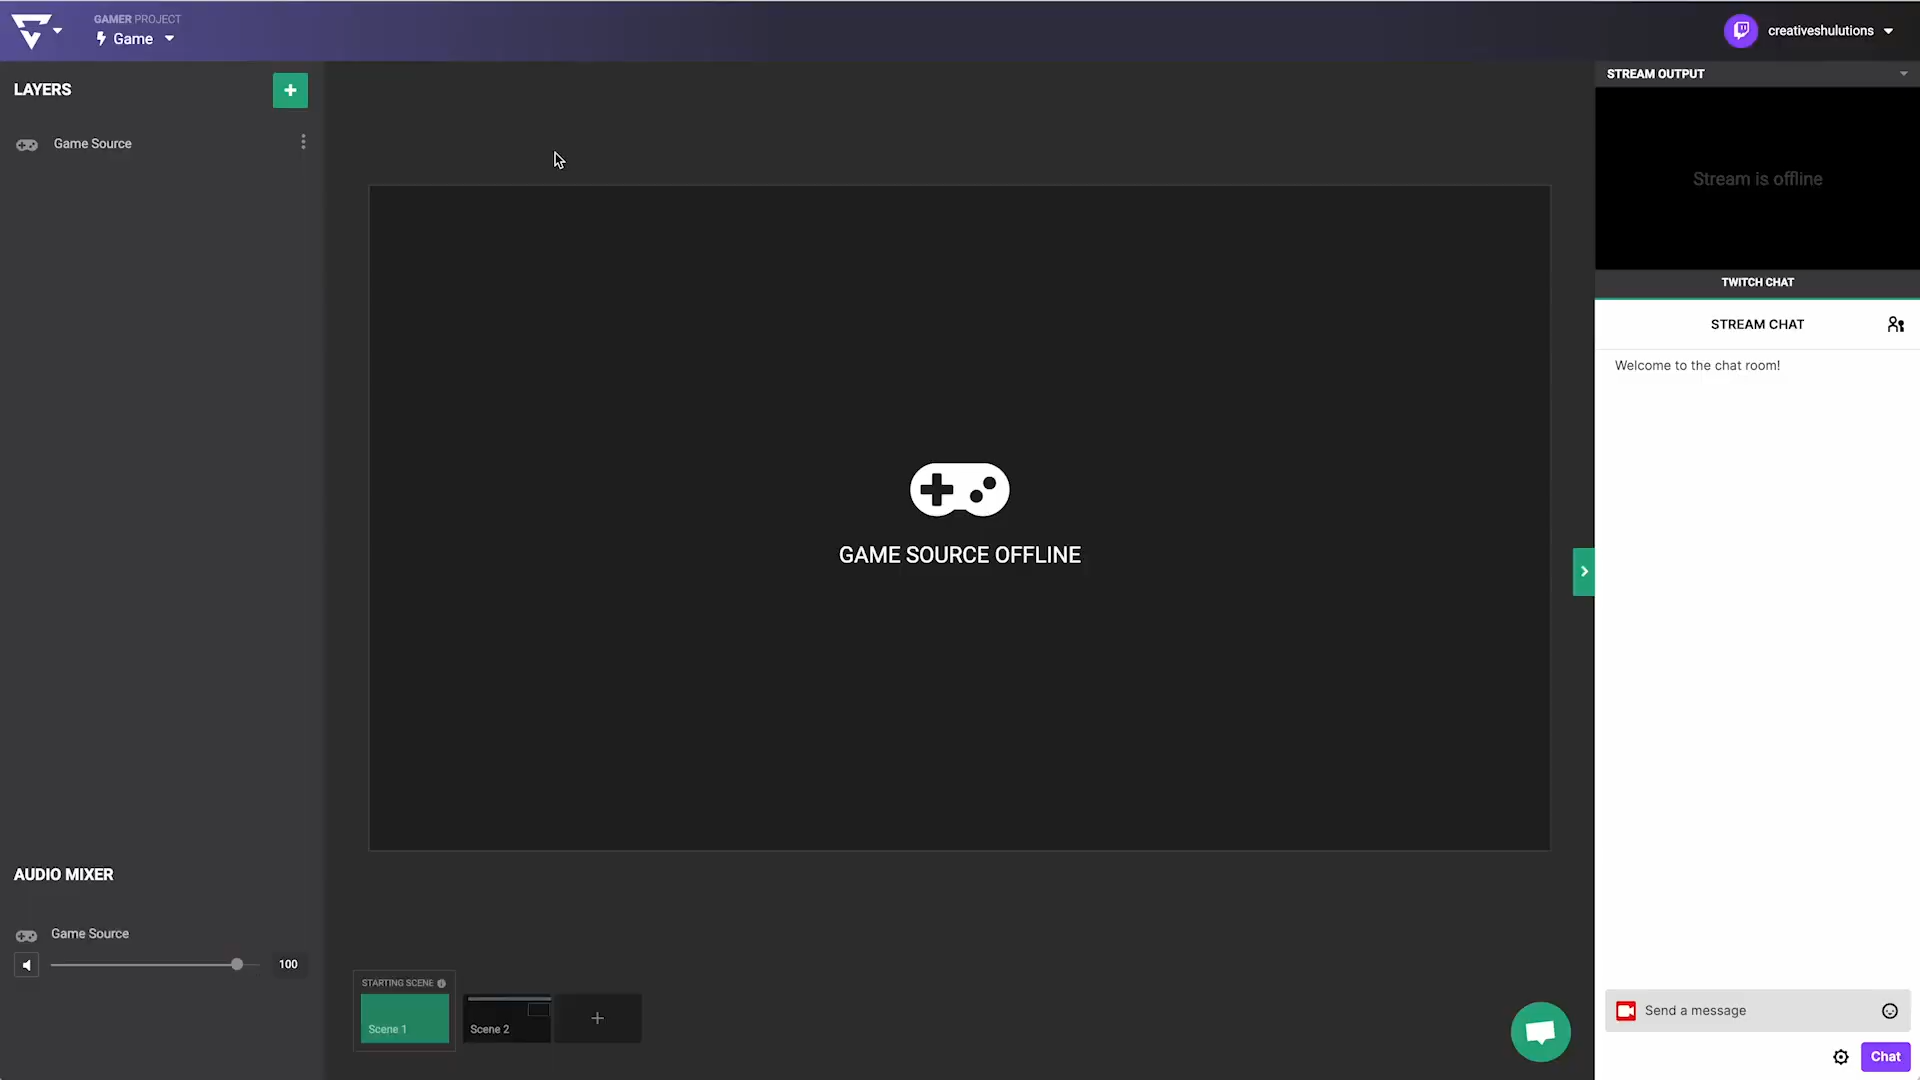 GAMER PROJECT
Game
creativeshulutions
LAYERS
Game Source
GAME SOURCE OFFLINE
AUDIO MIXER
Game Source
100
STARTING SCENE
Scene 1
Scene 2
STREAM OUTPUT
Stream is offline
TWITCH CHAT
STREAM CHAT
Welcome to the chat room!
Send a message
Chat